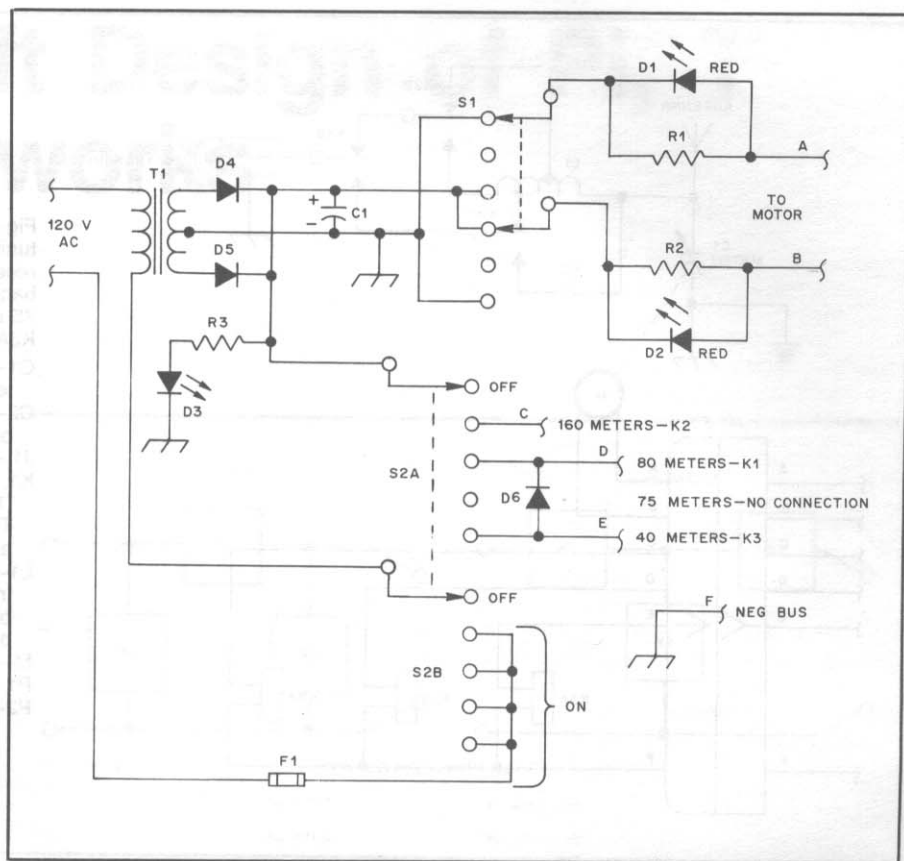 D1
RED
S1
R1
A
D4
T1
+
C1
-
120 V
AC
TO
MOTOR
D5
R2
B
R3
D2
RED
D3
OFF
C
160 METERS-K2
D
80 METERS-K1
S2A
D6
75 METERS-NO CONNECTION
E
40 METERS-K3
OFF
F
NEG BUS
S2B
ON
F1